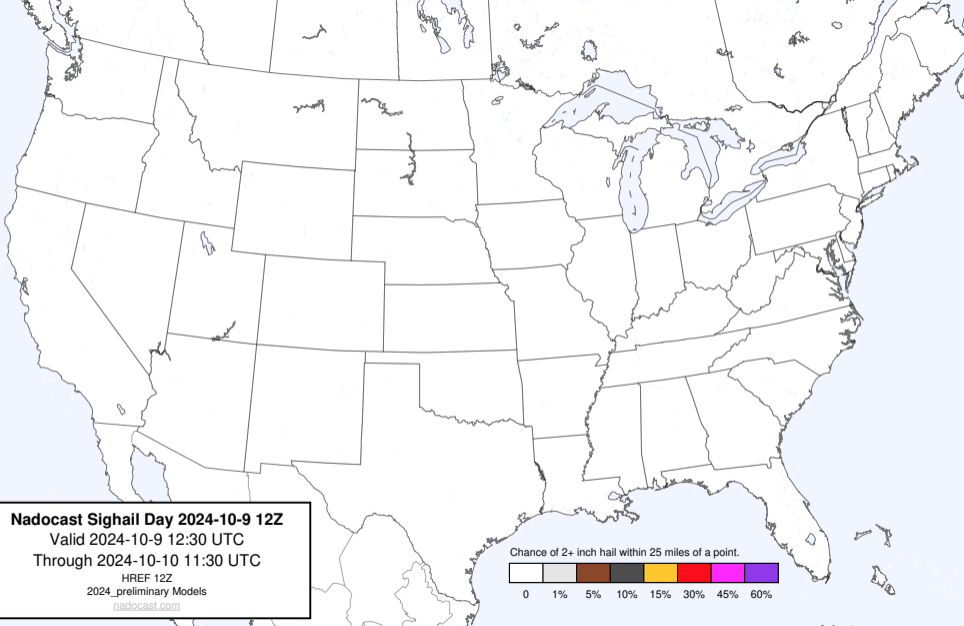 Nadocast Sighail Day 2024-10-9 12Z
Valid 2024-10-9 12:30 UTC
Through 2024-10-10 11:30 UTC
HREF 12Z
2024_preliminary Models
nadocast.com
Chance of 2+ inch hail within 25 miles of a point.
0 1% 5% 10% 15% 30% 45% 60%